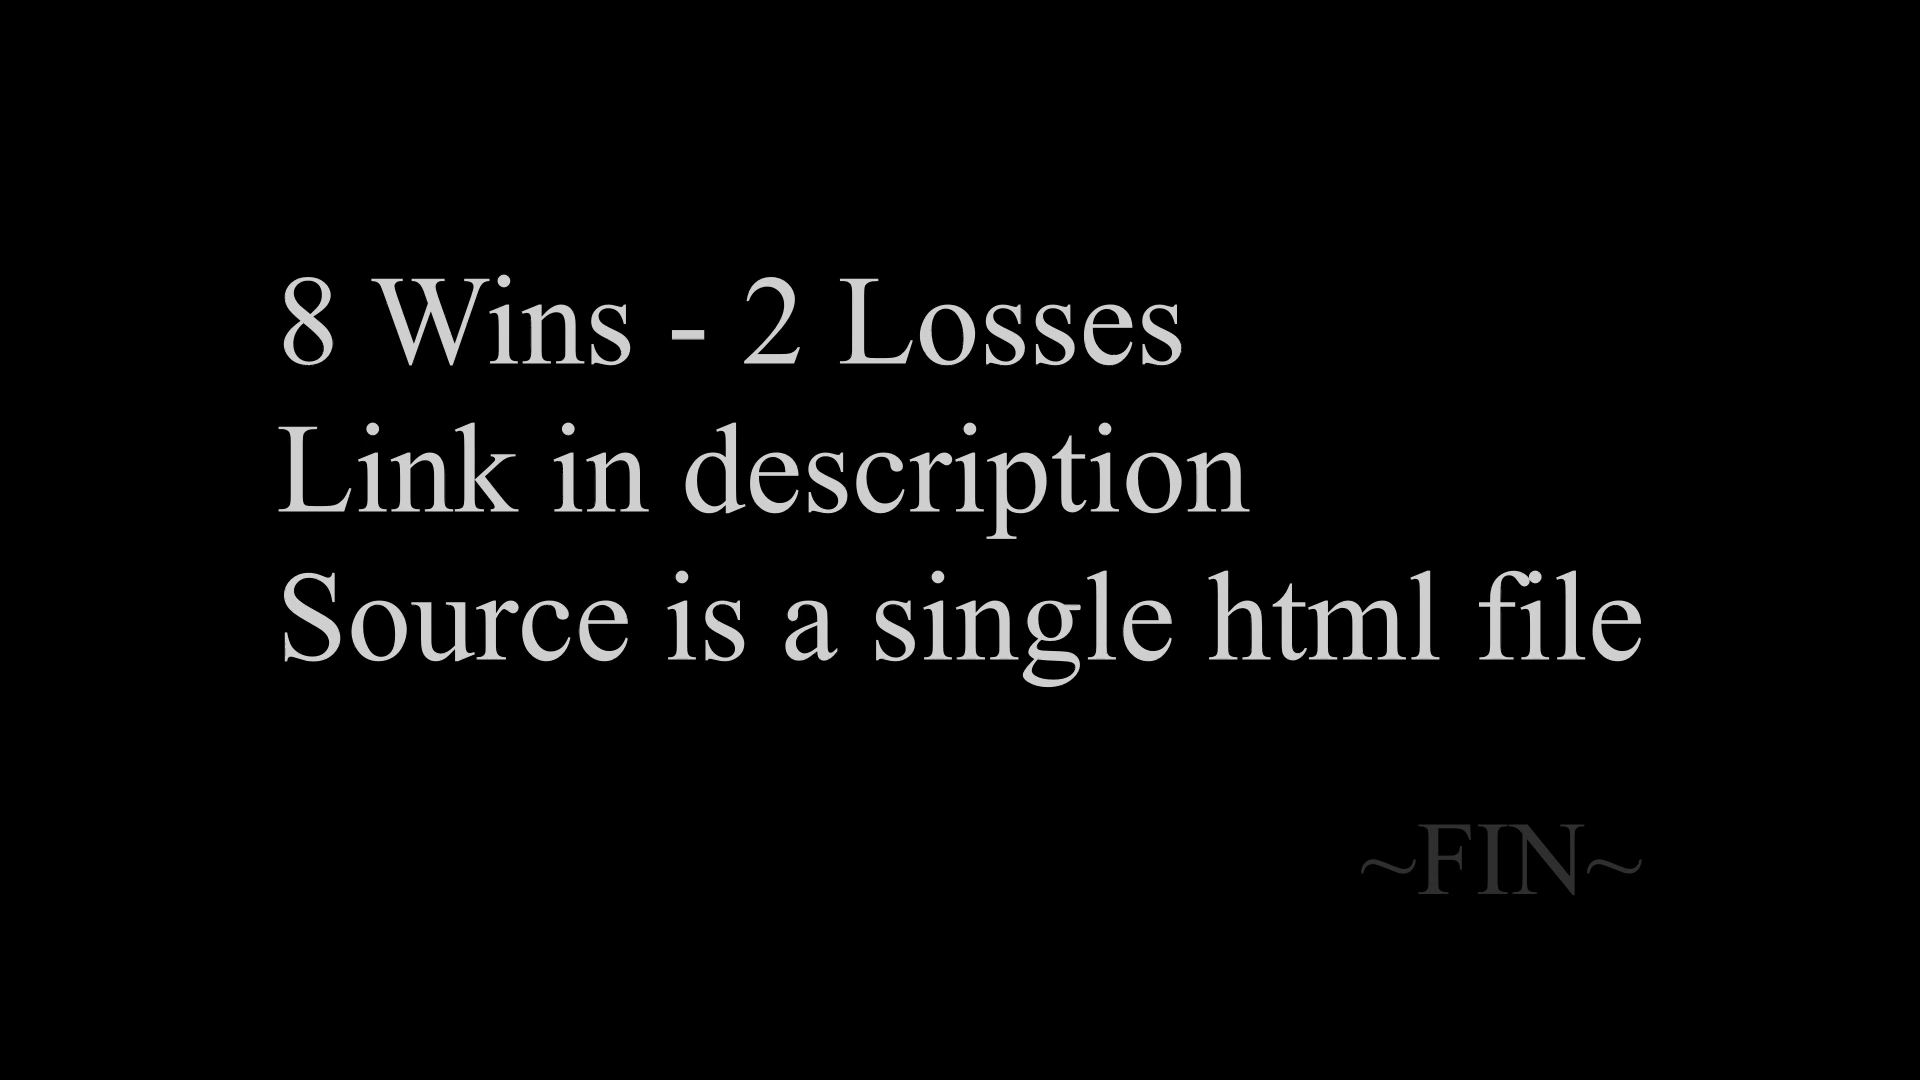 8 Wins - 2 Losses
Link in description
Source is a single html file
~FIN~